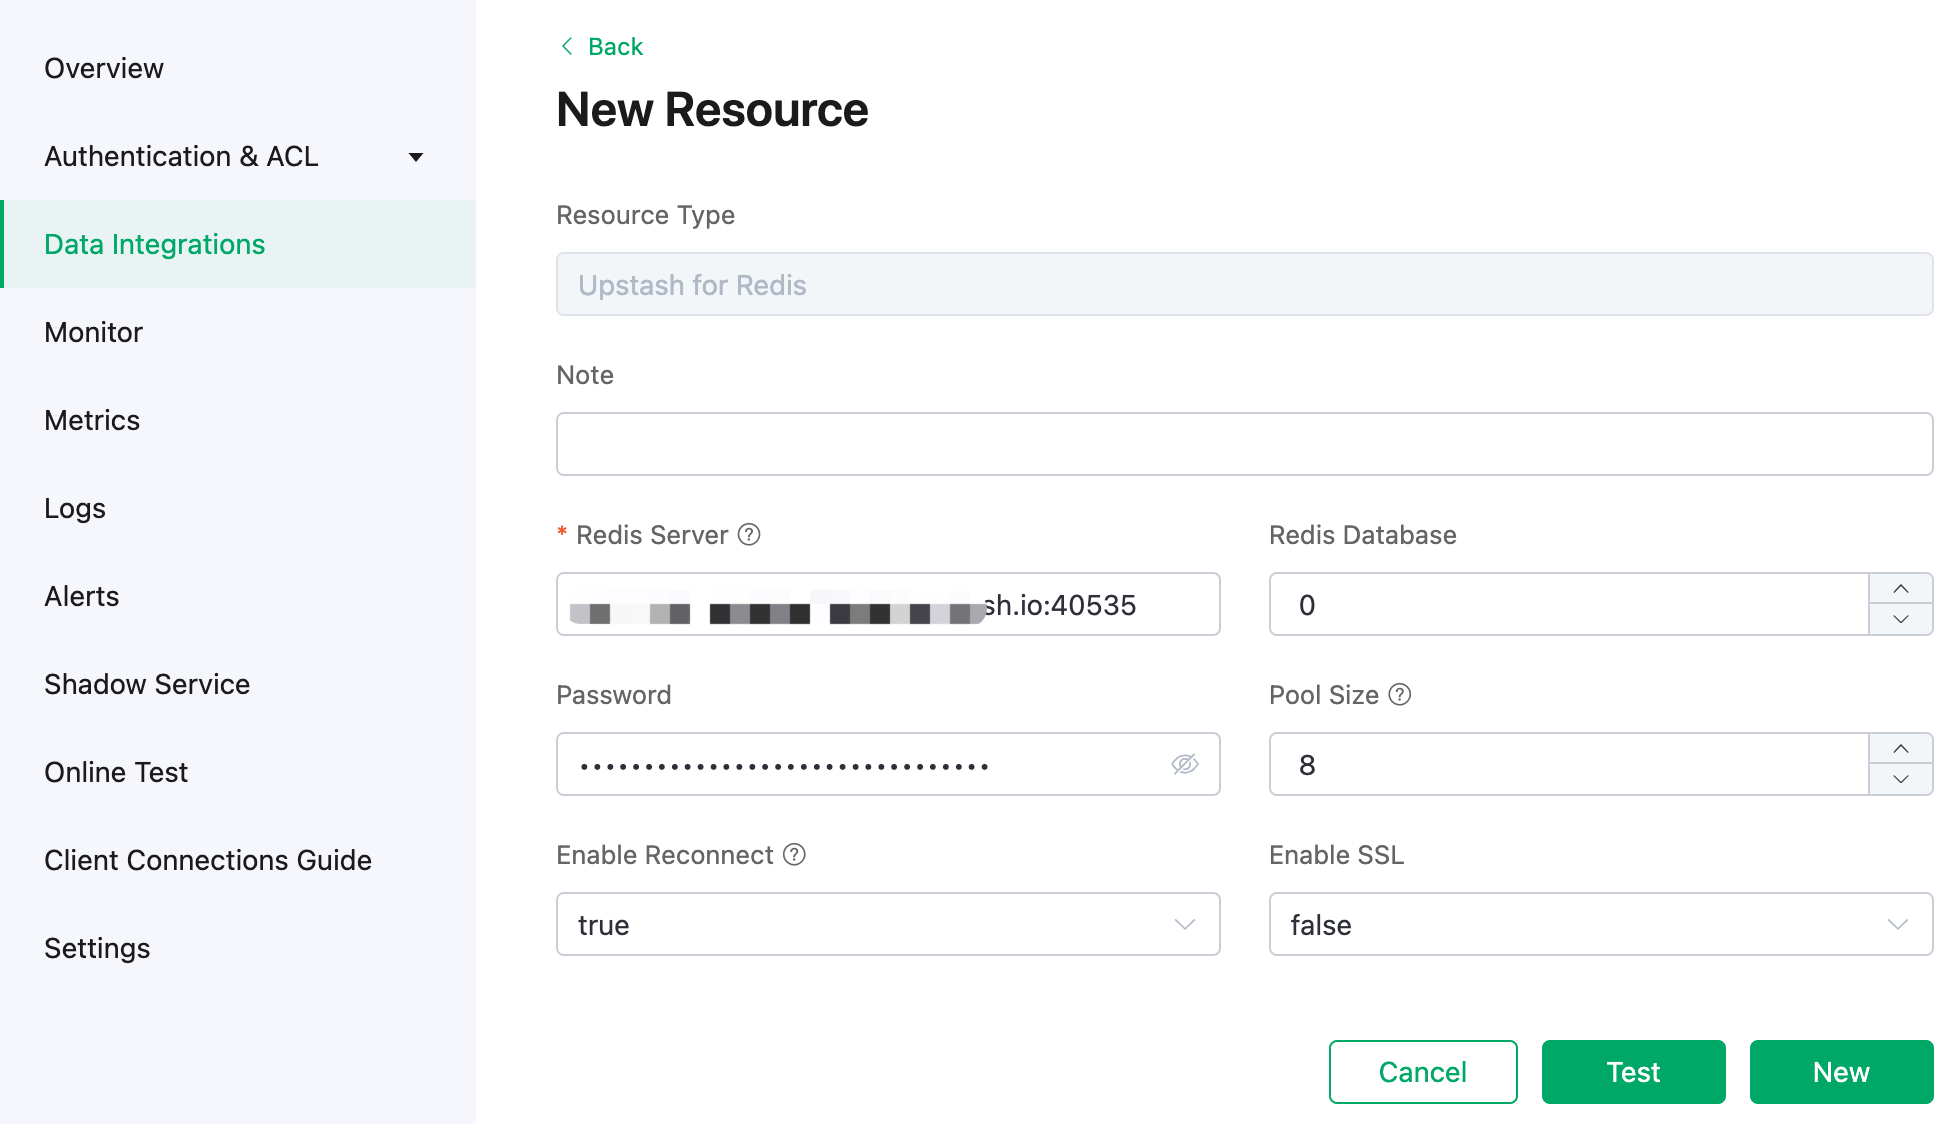 Overview
Authentication & ACL
Data Integrations
Monitor
Metrics
Logs
Alerts
Shadow Service
Online Test
Client Connections Guide
Settings
Back
New Resource
Resource Type
Upstash for Redis
Note
* Redis Server
sh.io:40535
Redis Database
0
Password
Pool Size
8
Enable Reconnect
true
Enable SSL
false
Cancel
Test
New